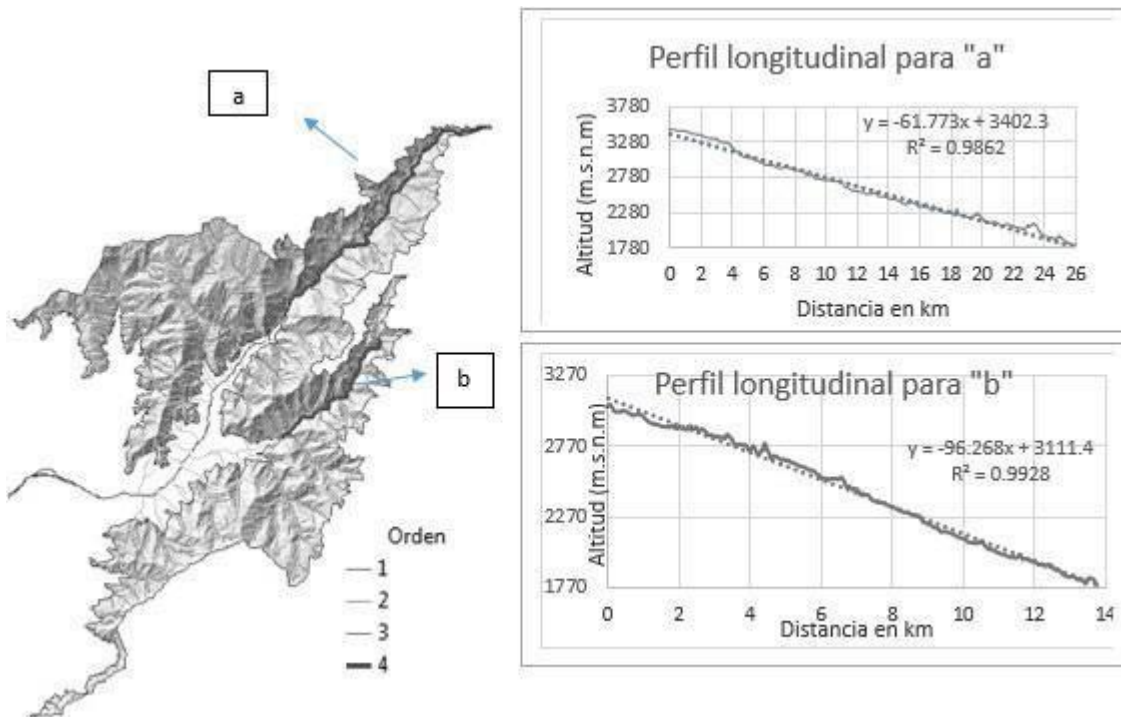 a
b
Orden
1
2
3
4
Perfil longitudinal para "a"
Altitud (m.s.n.m)
3780
3280
2780
2280
1780
y = -61.773x + 3402.3
R² = 0.9862
0 2 4 6 8 10 12 14 16 18 20 22 24 26
Distancia en km
Perfil longitudinal para "b"
Altitud (m.s.n.m)
3270
2770
2270
1770
y = -96.268x + 3111.4
R² = 0.9928
0 2 4 6 8 10 12 14
Distancia en km